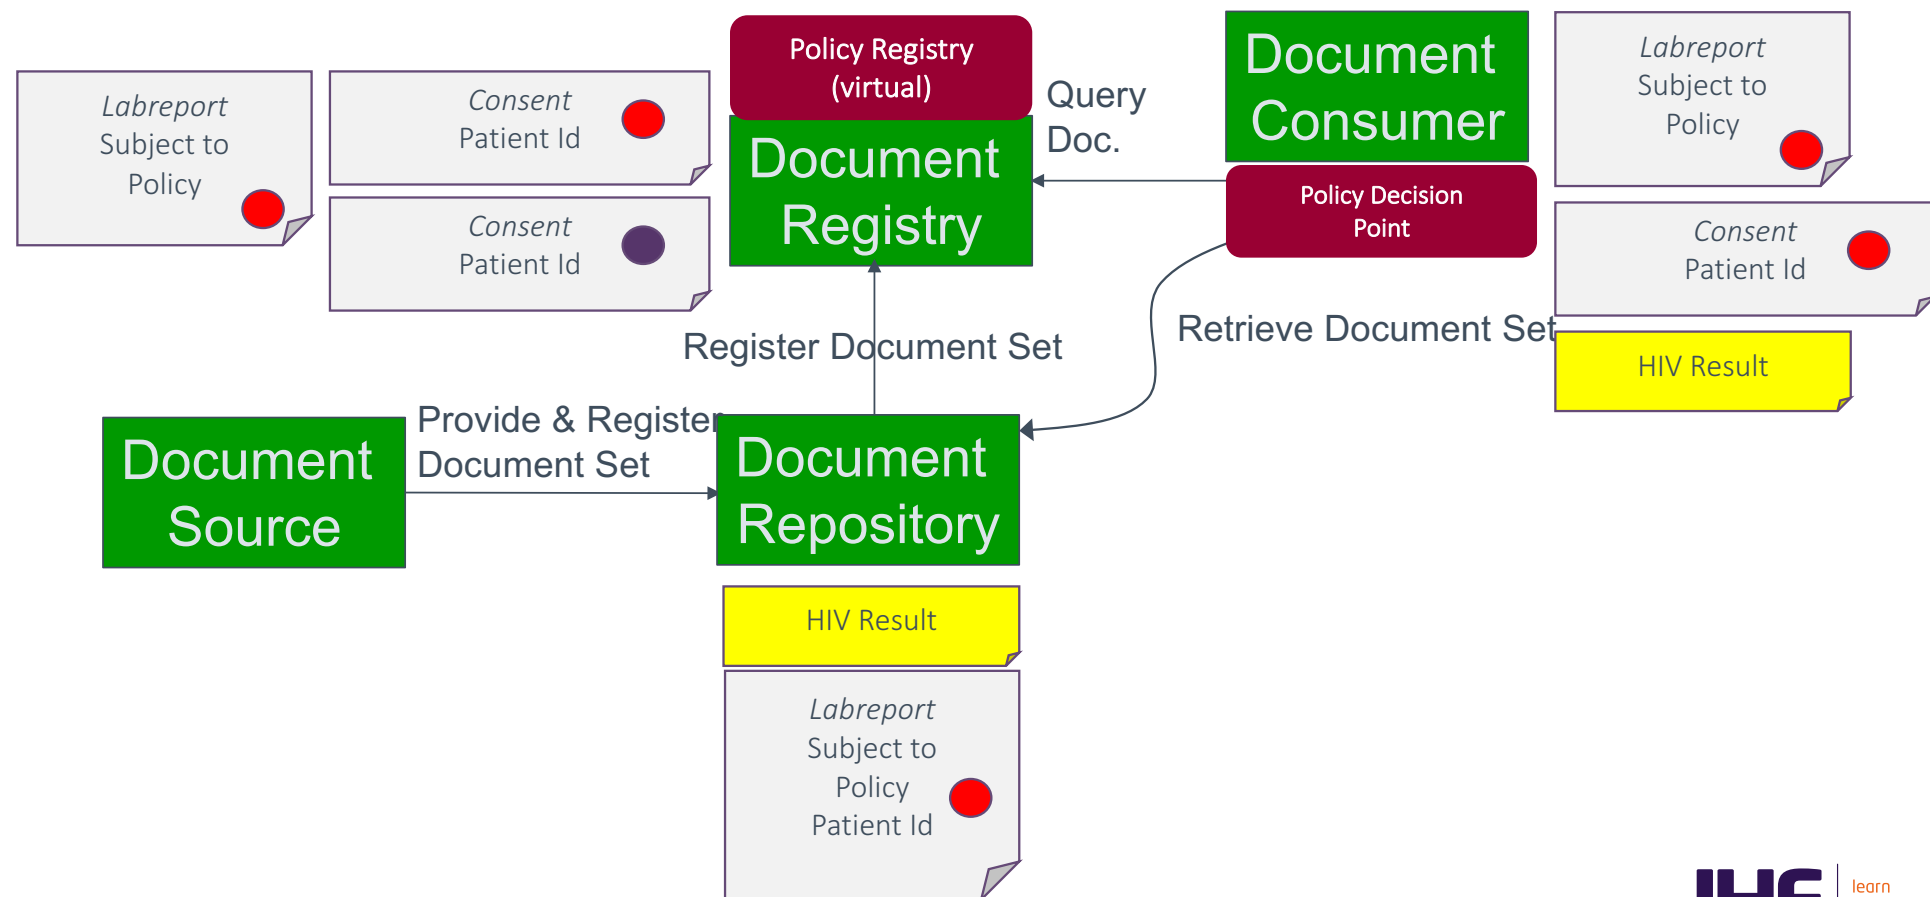 Labreport
Subject to
Policy
Consent
Patient Id
Consent
Patient Id
Policy Registry
(virtual)
Document
Registry
Query
Doc.
Document
Consumer
Policy Decision
Point
Labreport
Subject to
Policy
Consent
Patient Id
HIV Result
Register Document Set
Retrieve Document Set
Document
Source
Provide & Register
Document Set
Document
Repository
HIV Result
Labreport
Subject to
Policy
Patient Id
IHE
learn